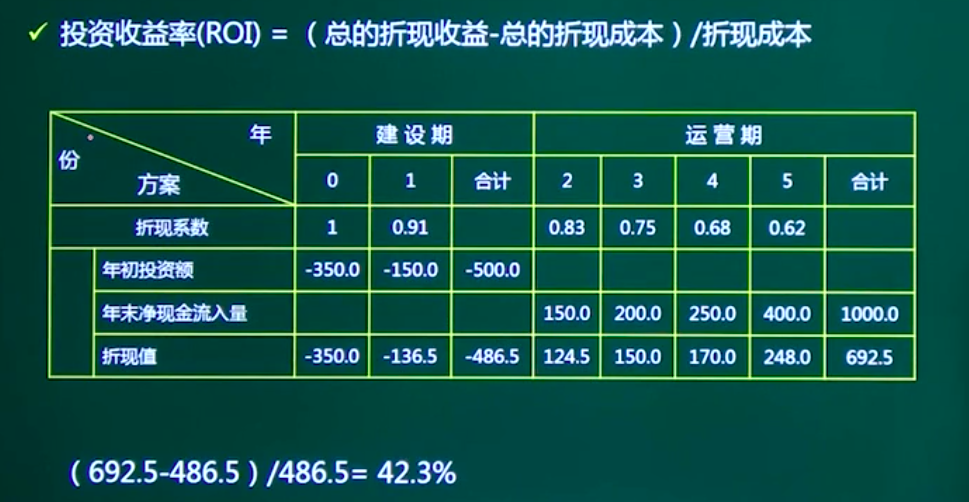 ✓ 投资收益率(ROI) =（总的折现收益-总的折现成本）/折现成本
年
份
方案
建设期 运营期
0 1 合计 2 3 4 5 合计
折现系数 1 0.91 0.83 0.75 0.68 0.62
年初投资额 -350.0 -150.0 -500.0
年末净现金流入量 150.0 200.0 250.0 400.0 1000.0
折现值 -350.0 -136.5 -486.5 124.5 150.0 170.0 248.0 692.5
（692.5-486.5）/486.5= 42.3%